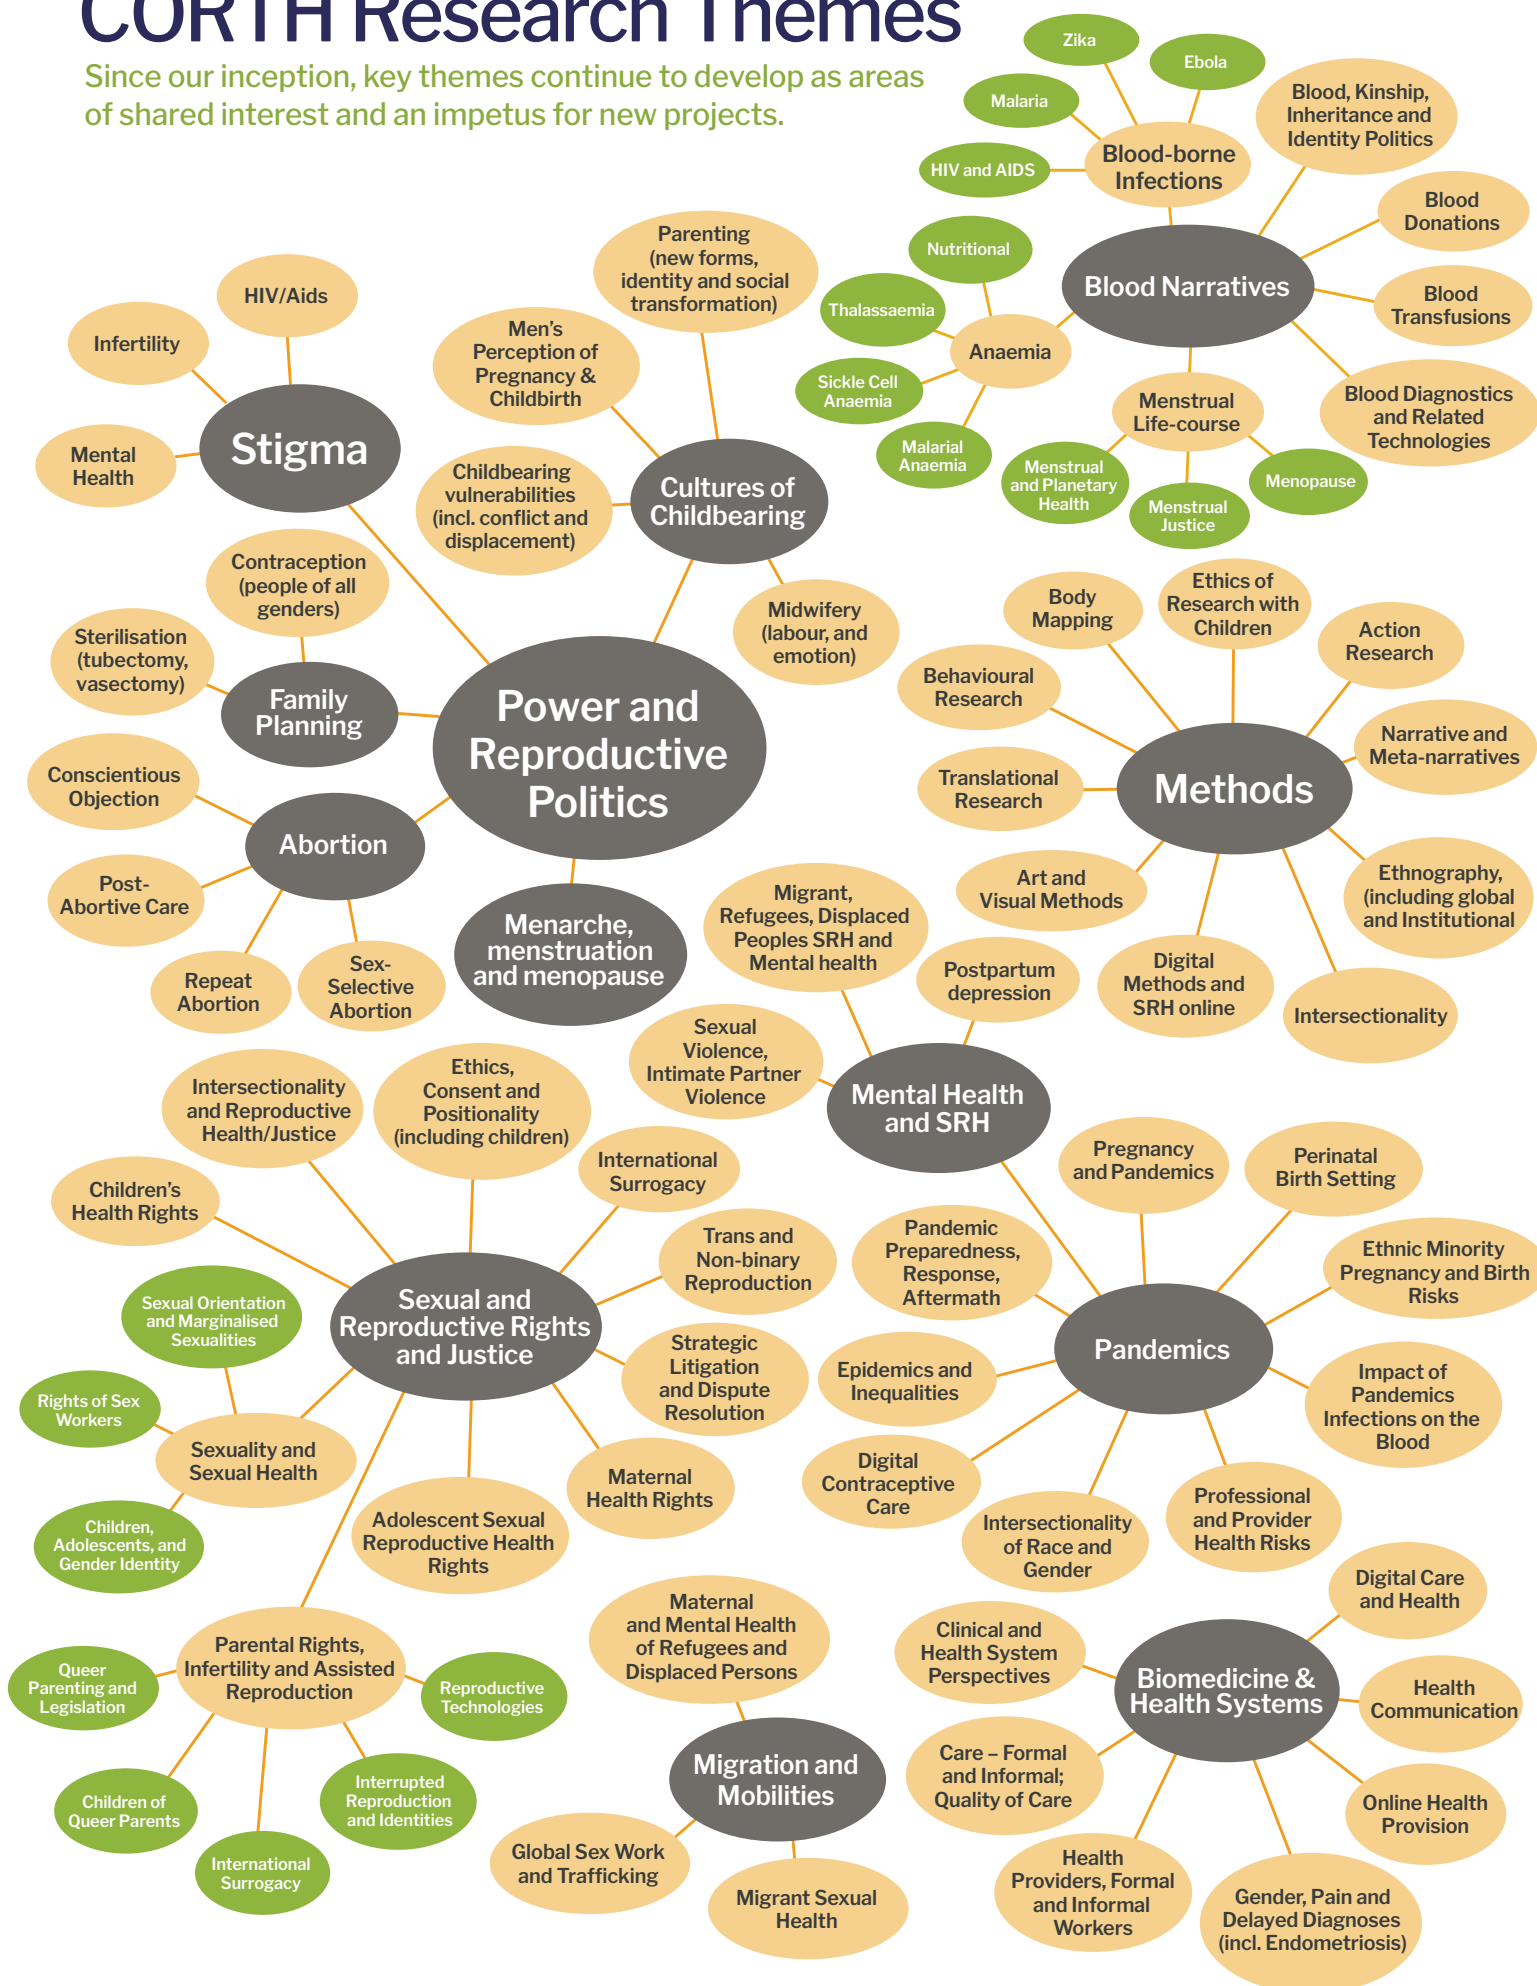 CORTH Research Themes
Since our inception, key themes continue to develop as areas
of shared interest and an impetus for new projects.
Zika
Ebola
Malaria
HIV and AIDS
Blood-borne
Infections
Blood, Kinship,
Inheritance and
Identity Politics
Blood
Donations
Blood Narratives
Blood
Transfusions
Blood Diagnostics
and Related
Technologies
Nutritional
Thalassaemia
Anaemia
Sickle Cell
Anaemia
Malarial
Anaemia
Menstrual
Life-course
Menstrual
and Planetary
Health
Menstrual
Justice
Menopause
HIV/Aids
Infertility
Mental
Health
Stigma
Parenting
(new forms,
identity and social
transformation)
Men's
Perception of
Pregnancy &
Childbirth
Childbearing
vulnerabilities
(incl. conflict and
displacement)
Cultures of
Childbearing
Midwifery
(labour, and
emotion)
Contraception
(people of all
genders)
Sterilisation
(tubectomy,
vasectomy)
Family
Planning
Power and
Reproductive
Politics
Conscientious
Objection
Abortion
Post-
Abortive Care
Repeat
Abortion
Sex-
Selective
Abortion
Menarche,
menstruation
and menopause
Body
Mapping
Ethics of
Research with
Children
Action
Research
Behavioural
Research
Narrative and
Meta-narratives
Translational
Research
Methods
Art and
Visual Methods
Ethnography,
(including global
and Institutional
Digital
Methods and
SRH online
Intersectionality
Migrant,
Refugees, Displaced
Peoples SRH and
Mental health
Postpartum
depression
Sexual
Violence,
Intimate Partner
Violence
Mental Health
and SRH
Intersectionality
and Reproductive
Health/Justice
Ethics,
Consent and
Positionality
(including children)
International
Surrogacy
Children's
Health Rights
Trans and
Non-binary
Reproduction
Sexual and
Reproductive Rights
and Justice
Strategic
Litigation
and Dispute
Resolution
Sexual Orientation
and Marginalised
Sexualities
Rights of Sex
Workers
Sexuality and
Sexual Health
Children,
Adolescents, and
Gender Identity
Adolescent Sexual
Reproductive Health
Rights
Maternal
Health Rights
Pregnancy
and Pandemics
Perinatal
Birth Setting
Pandemic
Preparedness,
Response,
Aftermath
Ethnic Minority
Pregnancy and Birth
Risks
Pandemics
Epidemics and
Inequalities
Impact of
Pandemics
Infections on the
Blood
Digital
Contraceptive
Care
Intersectionality
of Race and
Gender
Professional
and Provider
Health Risks
Parental Rights,
Infertility and Assisted
Reproduction
Queer
Parenting and
Legislation
Reproductive
Technologies
Children of
Queer Parents
Interrupted
Reproduction
and Identities
International
Surrogacy
Maternal
and Mental Health
of Refugees and
Displaced Persons
Migration and
Mobilities
Global Sex Work
and Trafficking
Migrant Sexual
Health
Digital Care
and Health
Clinical and
Health System
Perspectives
Biomedicine &
Health Systems
Health
Communication
Care – Formal
and Informal;
Quality of Care
Online Health
Provision
Health
Providers, Formal
and Informal
Workers
Gender, Pain and
Delayed Diagnoses
(incl. Endometriosis)